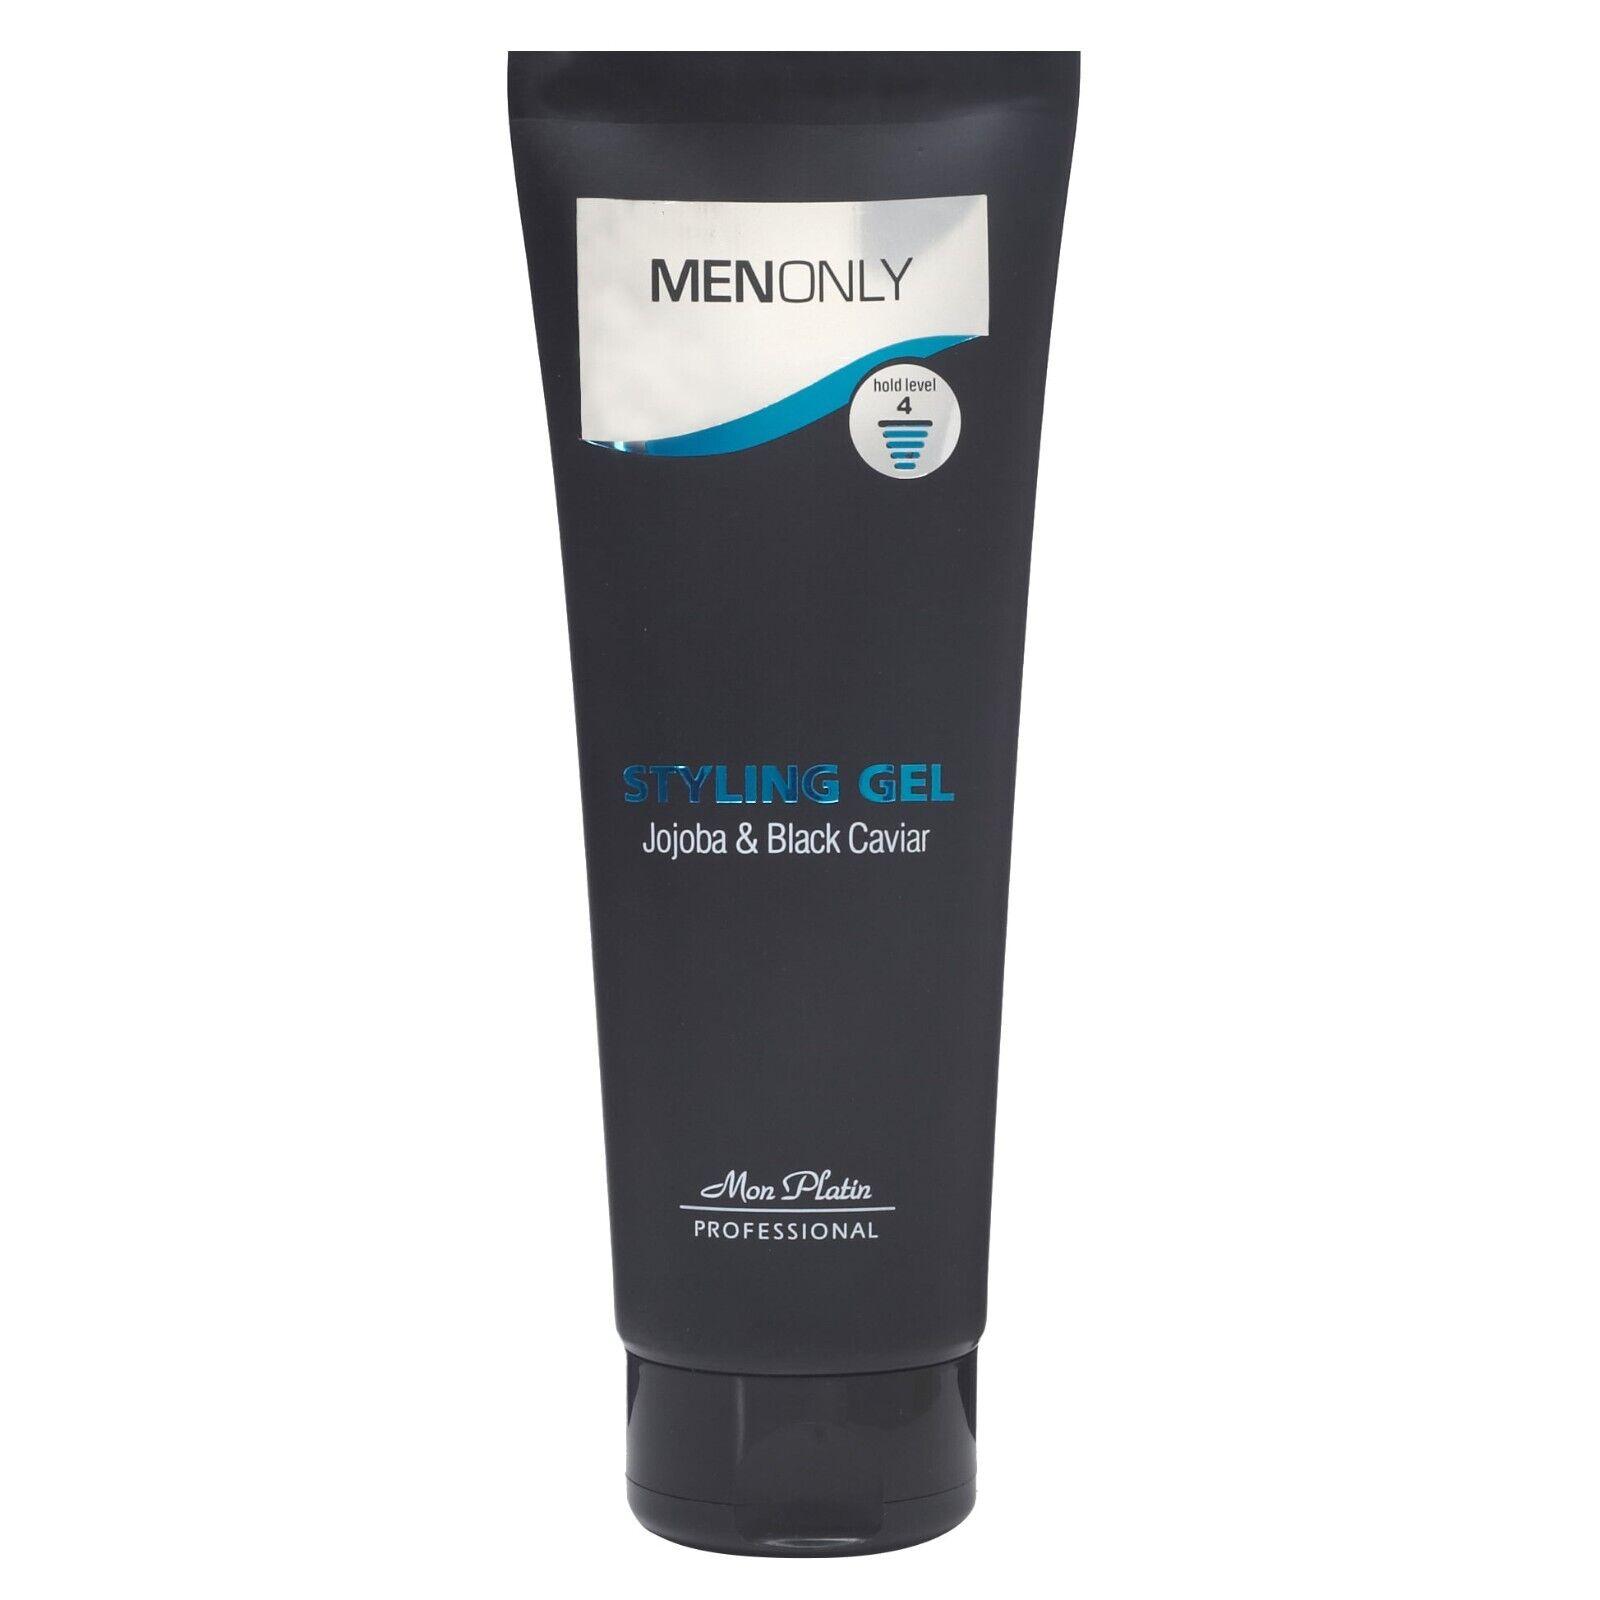 MENONLY
hold level
4
STYLING GEL
Jojoba & Black Caviar
Mon Platin
PROFESSIONAL